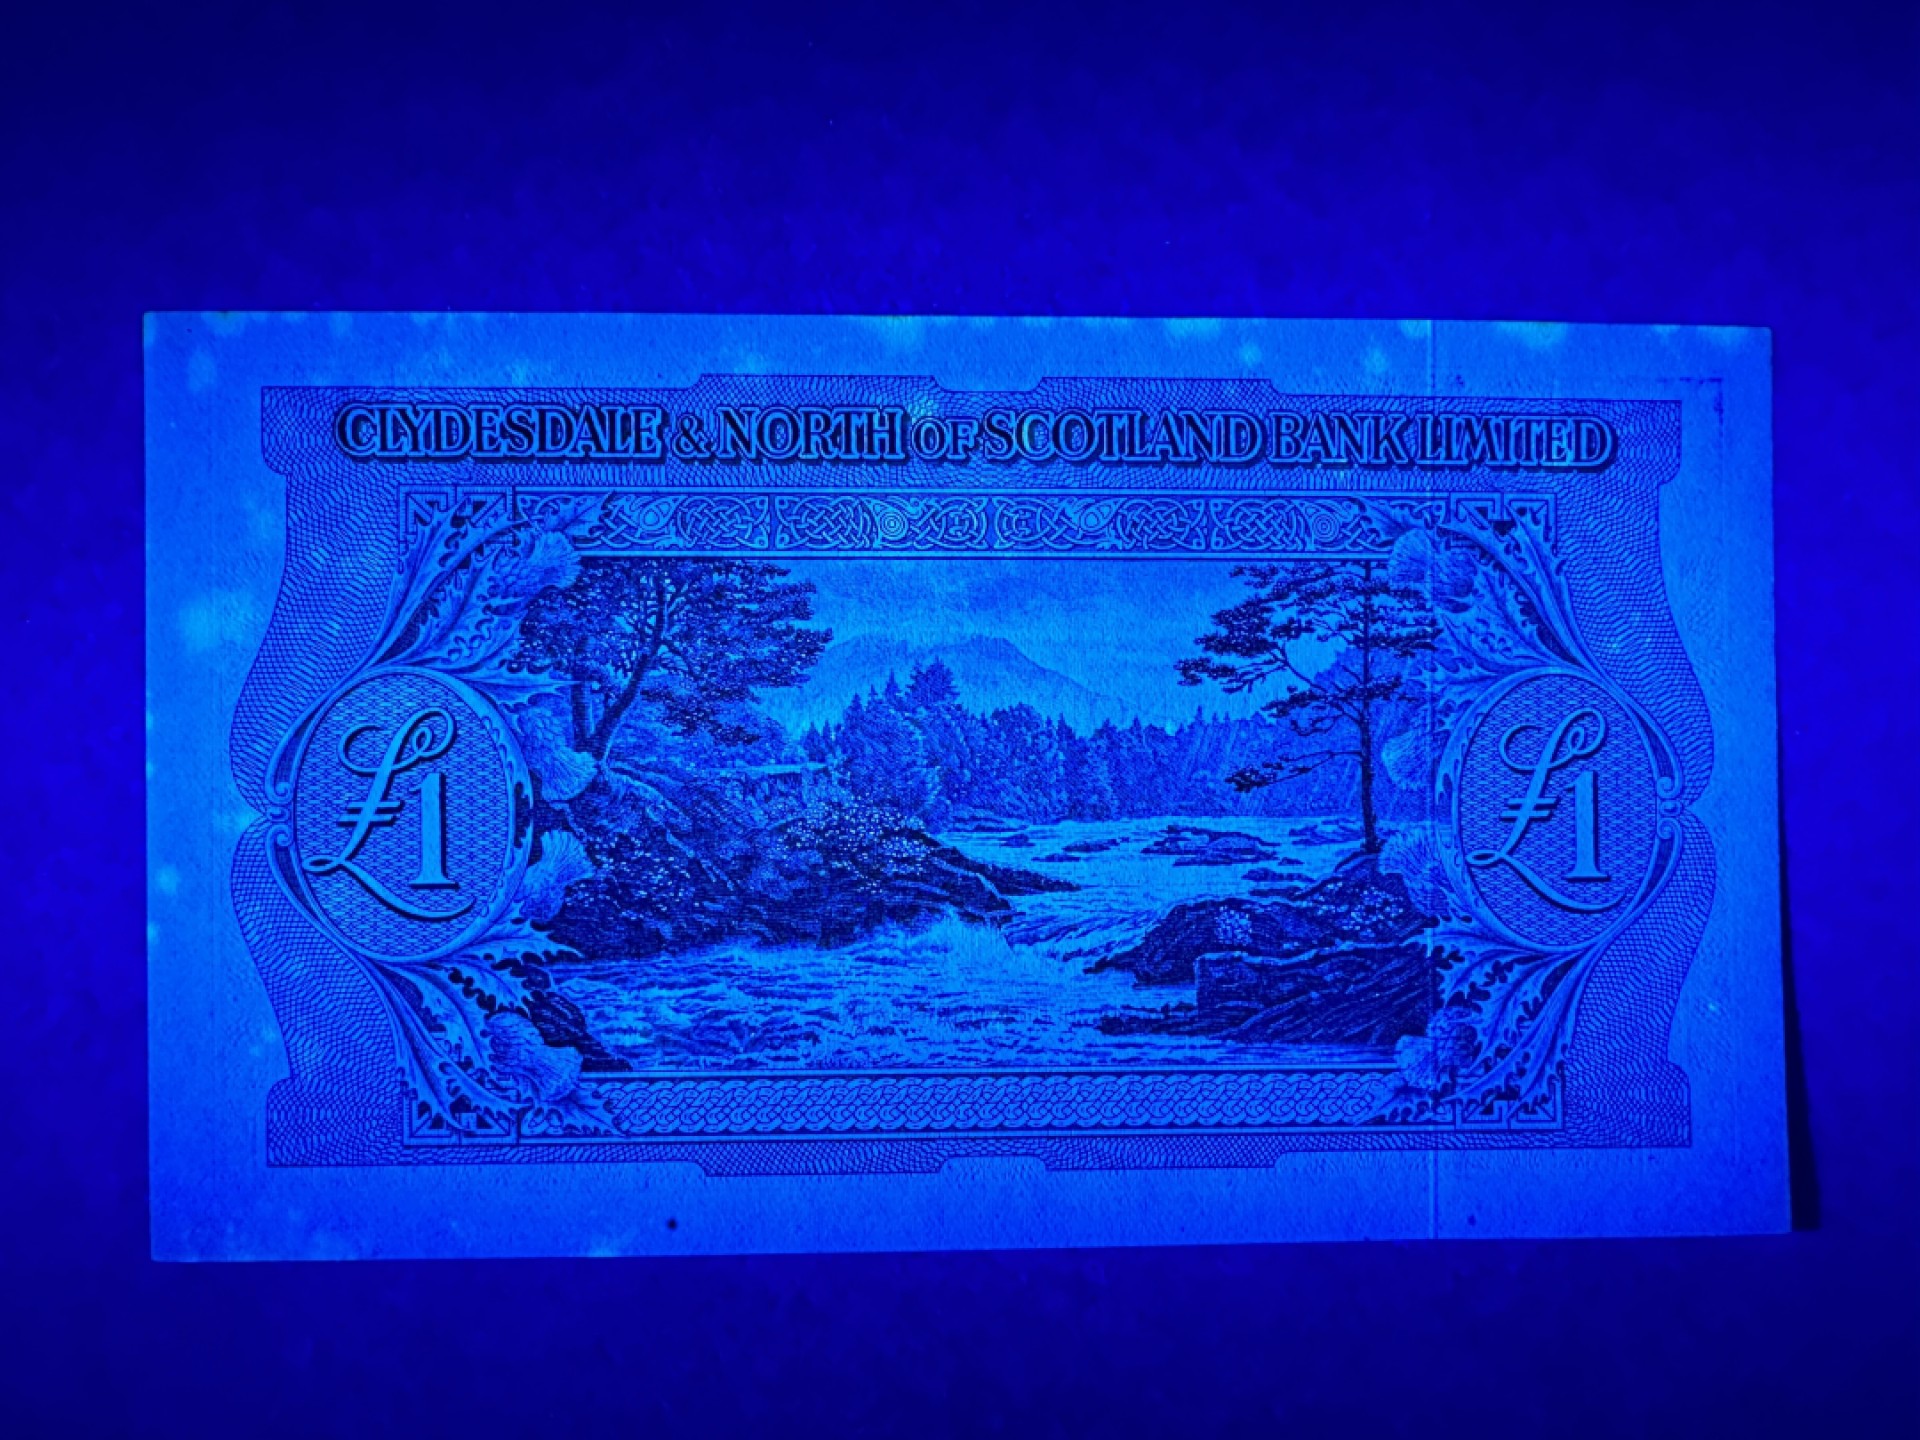 CLYDESDALE & NORTH OF SCOTLAND BANK LIMITED
£1 £1